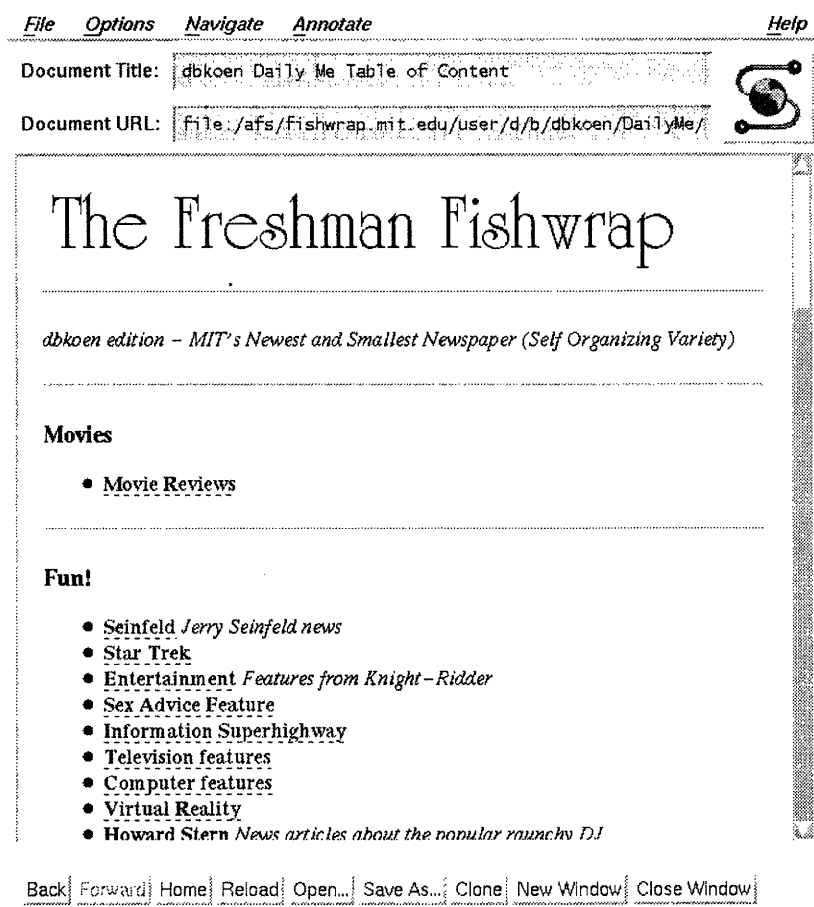 File Options Navigate Annotate Help
Document Title: dbkoen Daily Me Table of Content
Document URL: file:/afs/fishwrap.mit.edu/user/d/b/dbkoen/DailyMe/
The Freshman Fishwrap
dbkoen edition – MIT's Newest and Smallest Newspaper (Self Organizing Variety)
Movies
• Movie Reviews
Fun!
• Seinfeld Jerry Seinfeld news
• Star Trek
• Entertainment Features from Knight–Ridder
• Sex Advice Feature
• Information Superhighway
• Television features
• Computer features
• Virtual Reality
• Howard Stern News articles about the popular raunchy DJ
Back Forward Home Reload Open... Save As... Clone New Window Close Window